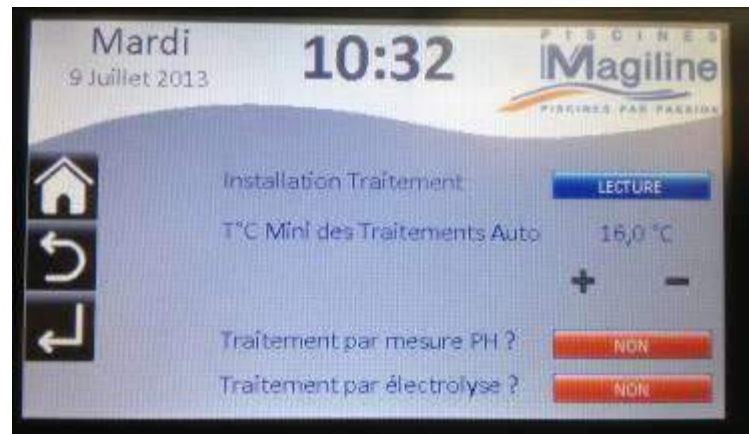 Mardi
9 Juillet 2013
10:32
PISCINES
Magiline
PISCINES PAR PASSION
Installation Traitement
LECTURE
T°C Mini des Traitements Auto
16,0 °C
+ −
Traitement par mesure PH ?
NON
Traitement par électrolyse ?
NON